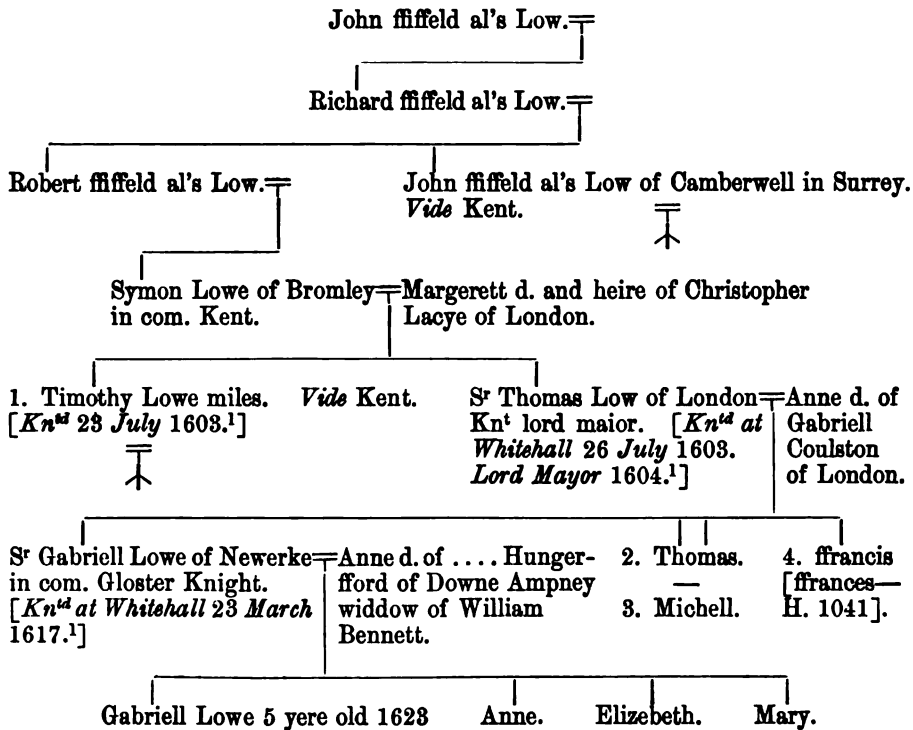 John ffiffeld al's Low.
Richard ffiffeld al's Low.
Robert ffiffeld al's Low.
John ffiffeld al's Low of Camberwell in Surrey.
Vide Kent.
Symon Lowe of Bromley
in com. Kent.
Margerett d. and heire of Christopher
Lacye of London.
1. Timothy Lowe miles. Vide Kent.
[Kntd 23 July 1603.1]
Sr Thomas Low of London
Knt lord maior. [Kntd at
Whitehall 26 July 1603.
Lord Mayor 1604.1]
Anne d. of
Gabriell
Coulston
of London.
Sr Gabriell Lowe of Newerke
in com. Gloster Knight.
[Kntd at Whitehall 23 March
1617.1]
Anne d. of .... Hunger-
fford of Downe Ampney
widdow of William
Bennett.
2. Thomas.
—
3. Michell.
4. ffrancis
[ffrances—
H. 1041].
Gabriell Lowe 5 yere old 1623
Anne.
Elizebeth.
Mary.